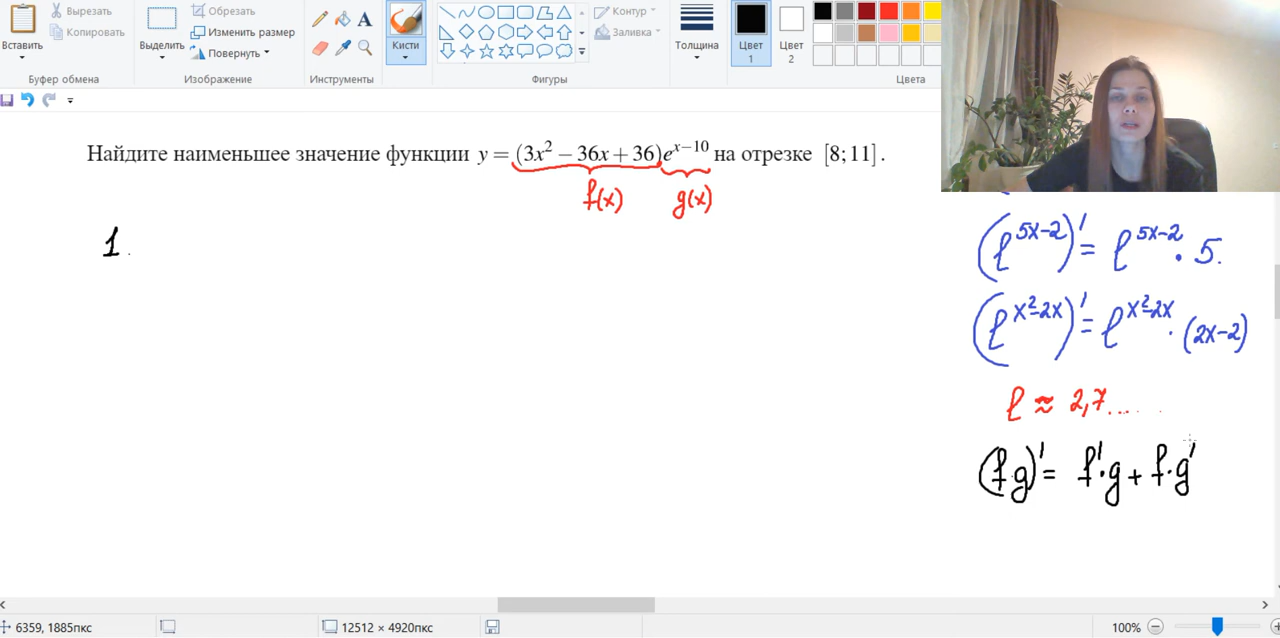 Вставить
Вырезать
Копировать
Буфер обмена
Выделить
Обрезать
Изменить размер
Повернуть
Изображение
A
Инструменты
Кисти
Контур
Заливка
Фигуры
Толщина
Цвет 1
Цвет 2
Цвета
Найдите наименьшее значение функции y = (3x² − 36x + 36)e^{x−10} на отрезке [8; 11].
f(x) g(x)
1.
(e^{5x−2})' = e^{5x−2} · 5.
(e^{x²−2x})' = e^{x²−2x} · (2x−2)
e ≈ 2,7....
(f·g)' = f'·g + f·g'
6359, 1885пкс
12512 × 4920пкс
100%